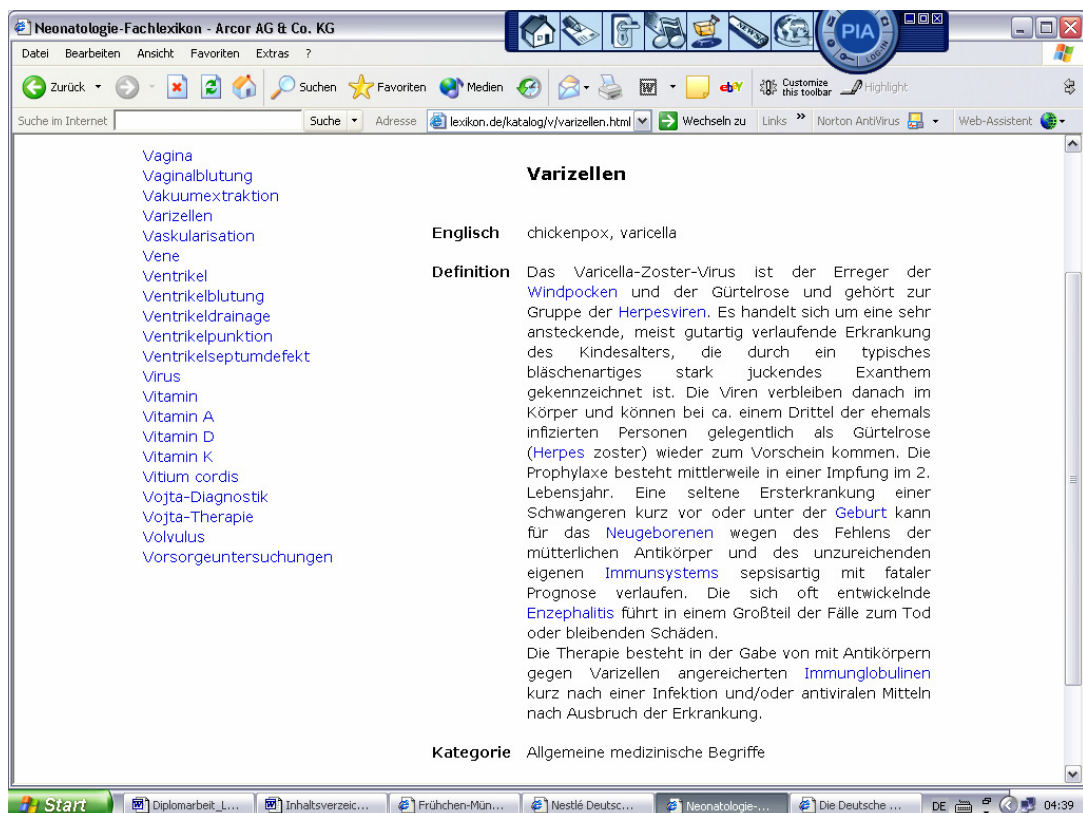 Neonatologie-Fachlexikon - Arcor AG & Co. KG
PIA
LOGIN
Datei Bearbeiten Ansicht Favoriten Extras ?
Zurück Suchen Favoriten Medien ebY Customize this toolbar Highlight
Suche im Internet Suche Adresse lexikon.de/katalog/v/varizellen.html Wechseln zu Links » Norton AntiVirus Web-Assistent
Vagina
Vaginalblutung
Vakuumextraktion
Varizellen
Vaskularisation
Vene
Ventrikel
Ventrikelblutung
Ventrikeldrainage
Ventrikelpunktion
Ventrikelseptumdefekt
Virus
Vitamin
Vitamin A
Vitamin D
Vitamin K
Vitium cordis
Vojta-Diagnostik
Vojta-Therapie
Volvulus
Vorsorgeuntersuchungen
Varizellen
Englisch chickenpox, varicella
Definition Das Varicella-Zoster-Virus ist der Erreger der
Windpocken und der Gürtelrose und gehört zur
Gruppe der Herpesviren. Es handelt sich um eine sehr
ansteckende, meist gutartig verlaufende Erkrankung
des Kindesalters, die durch ein typisches
bläschenartiges stark juckendes Exanthem
gekennzeichnet ist. Die Viren verbleiben danach im
Körper und können bei ca. einem Drittel der ehemals
infizierten Personen gelegentlich als Gürtelrose
(Herpes zoster) wieder zum Vorschein kommen. Die
Prophylaxe besteht mittlerweile in einer Impfung im 2.
Lebensjahr. Eine seltene Ersterkrankung einer
Schwangeren kurz vor oder unter der Geburt kann
für das Neugeborenen wegen des Fehlens der
mütterlichen Antikörper und des unzureichenden
eigenen Immunsystems sepsisartig mit fataler
Prognose verlaufen. Die sich oft entwickelnde
Enzephalitis führt in einem Großteil der Fälle zum Tod
oder bleibenden Schäden.
Die Therapie besteht in der Gabe von mit Antikörpern
gegen Varizellen angereicherten Immunglobulinen
kurz nach einer Infektion und/oder antiviralen Mitteln
nach Ausbruch der Erkrankung.
Kategorie Allgemeine medizinische Begriffe
Start Diplomarbeit_L... Inhaltsverzeic... Frühchen-Mün... Nestlé Deutsc... Neonatologie-... Die Deutsche ... DE 04:39